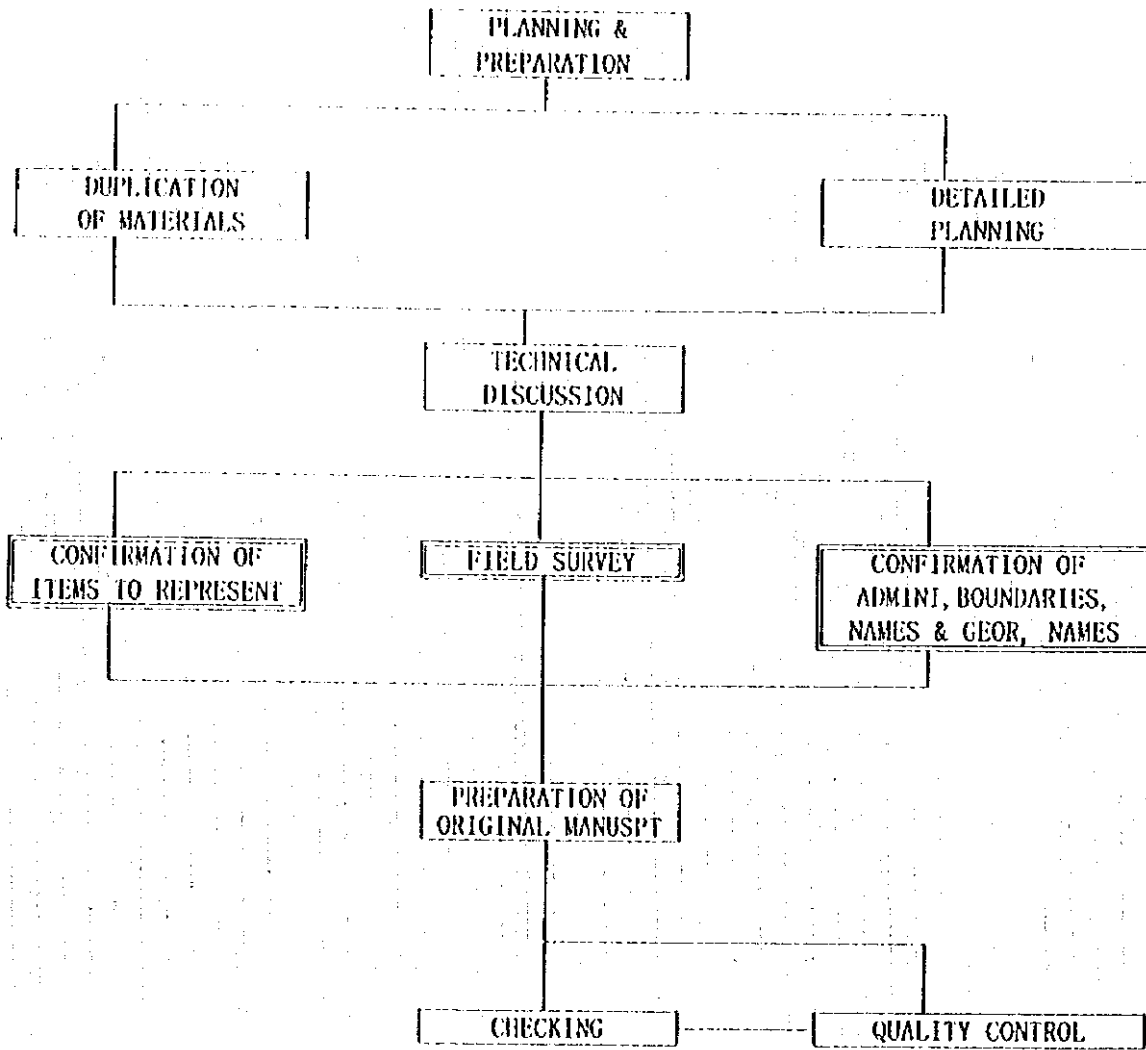 PLANNING &
PREPARATION
DUPLICATION
OF MATERIALS
DETAILED
PLANNING
TECHNICAL
DISCUSSION
CONFIRMATION OF
ITEMS TO REPRESENT
FIELD SURVEY
CONFIRMATION OF
ADMINI, BOUNDARIES,
NAMES & GEOR, NAMES
PREPARATION OF
ORIGINAL MANUSPT
CHECKING
QUALITY CONTROL